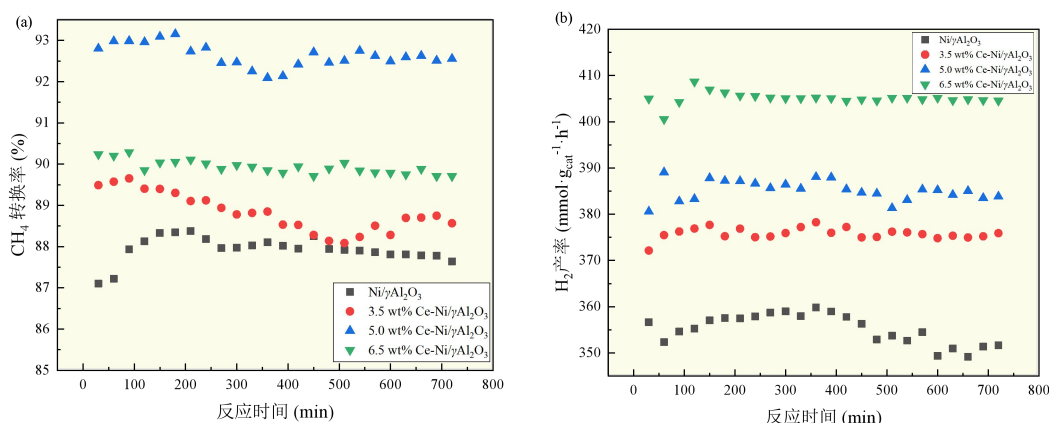 (a)
93
92
91
90
89
88
87
86
85
CH₄ 转换率 (%)
0 100 200 300 400 500 600 700 800
反应时间 (min)
Ni/γAl₂O₃
3.5 wt% Ce-Ni/γAl₂O₃
5.0 wt% Ce-Ni/γAl₂O₃
6.5 wt% Ce-Ni/γAl₂O₃
(b)
420
410
400
390
380
370
360
350
H₂产率 (mmol·g_cat⁻¹·h⁻¹)
0 100 200 300 400 500 600 700 800
反应时间 (min)
Ni/γAl₂O₃
3.5 wt% Ce-Ni/γAl₂O₃
5.0 wt% Ce-Ni/γAl₂O₃
6.5 wt% Ce-Ni/γAl₂O₃